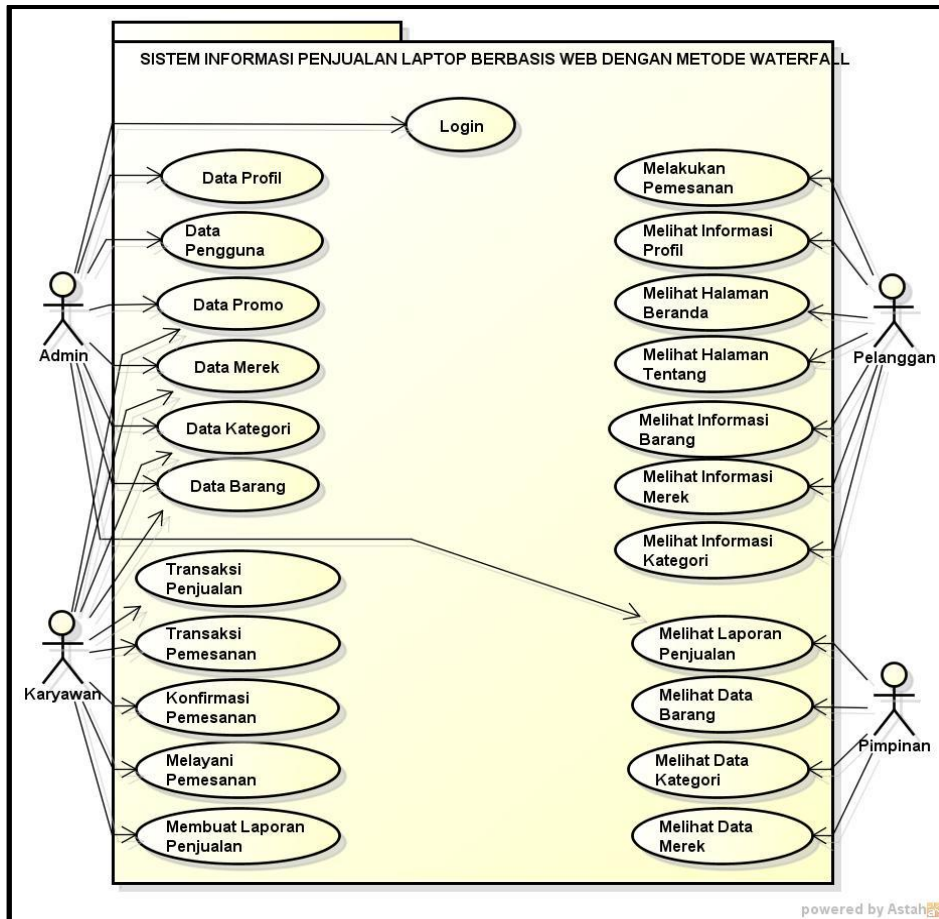 SISTEM INFORMASI PENJUALAN LAPTOP BERBASIS WEB DENGAN METODE WATERFALL
Login
Data Profil
Data
Pengguna
Data Promo
Data Merek
Data Kategori
Data Barang
Transaksi
Penjualan
Transaksi
Pemesanan
Konfirmasi
Pemesanan
Melayani
Pemesanan
Membuat Laporan
Penjualan
Admin
Karyawan
Melakukan
Pemesanan
Melihat Informasi
Profil
Melihat Halaman
Beranda
Melihat Halaman
Tentang
Melihat Informasi
Barang
Melihat Informasi
Merek
Melihat Informasi
Kategori
Melihat Laporan
Penjualan
Melihat Data
Barang
Melihat Data
Kategori
Melihat Data
Merek
Pelanggan
Pimpinan
powered by Astah